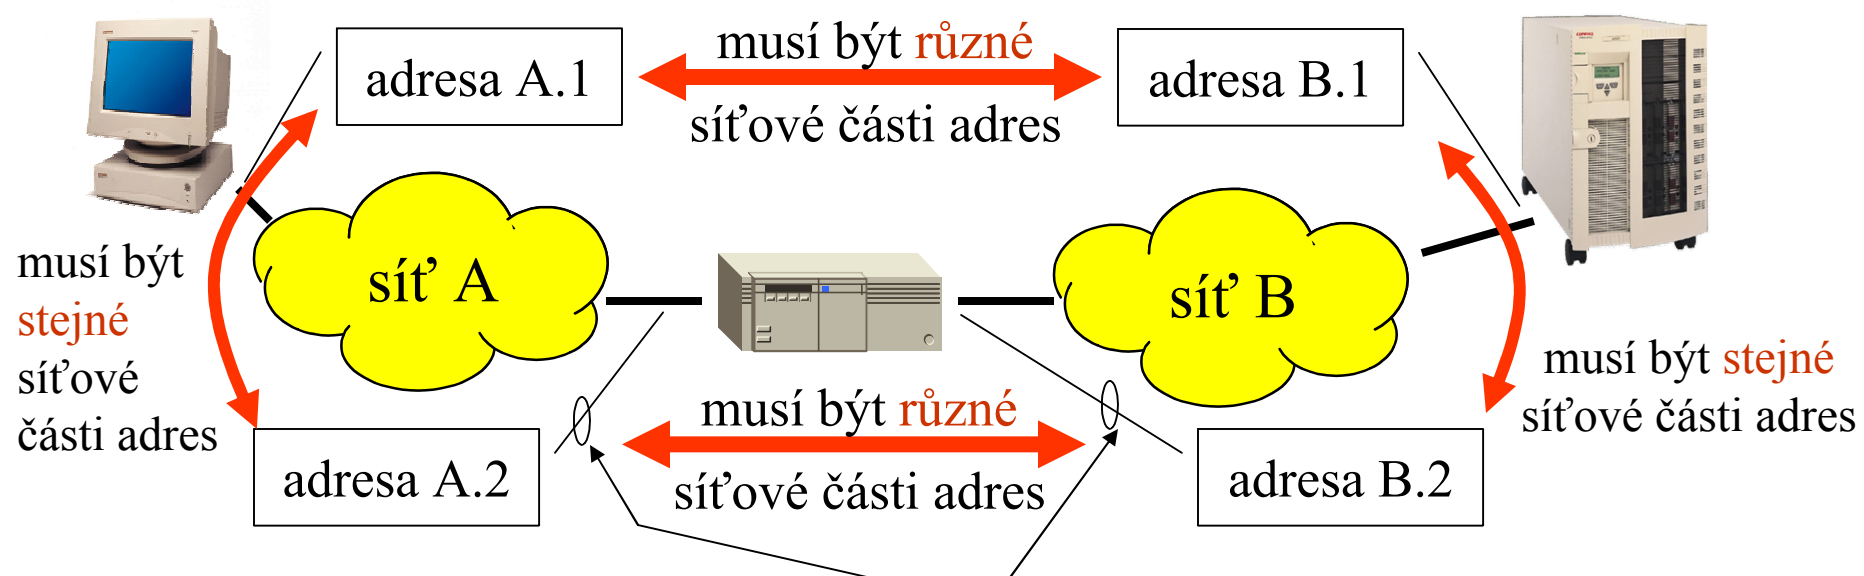 musí být různé
adresa A.1
adresa B.1
síťové části adres
musí být
stejné
síťové
části adres
síť A
síť B
musí být stejné
síťové části adres
musí být různé
síťové části adres
adresa A.2
adresa B.2